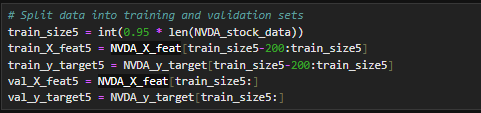 # Split data into training and validation sets
train_size5 = int(0.95 * len(NVDA_stock_data))
train_X_feat5 = NVDA_X_feat[train_size5-200:train_size5]
train_y_target5 = NVDA_y_target[train_size5-200:train_size5]
val_X_feat5 = NVDA_X_feat[train_size5:]
val_y_target5 = NVDA_y_target[train_size5:]